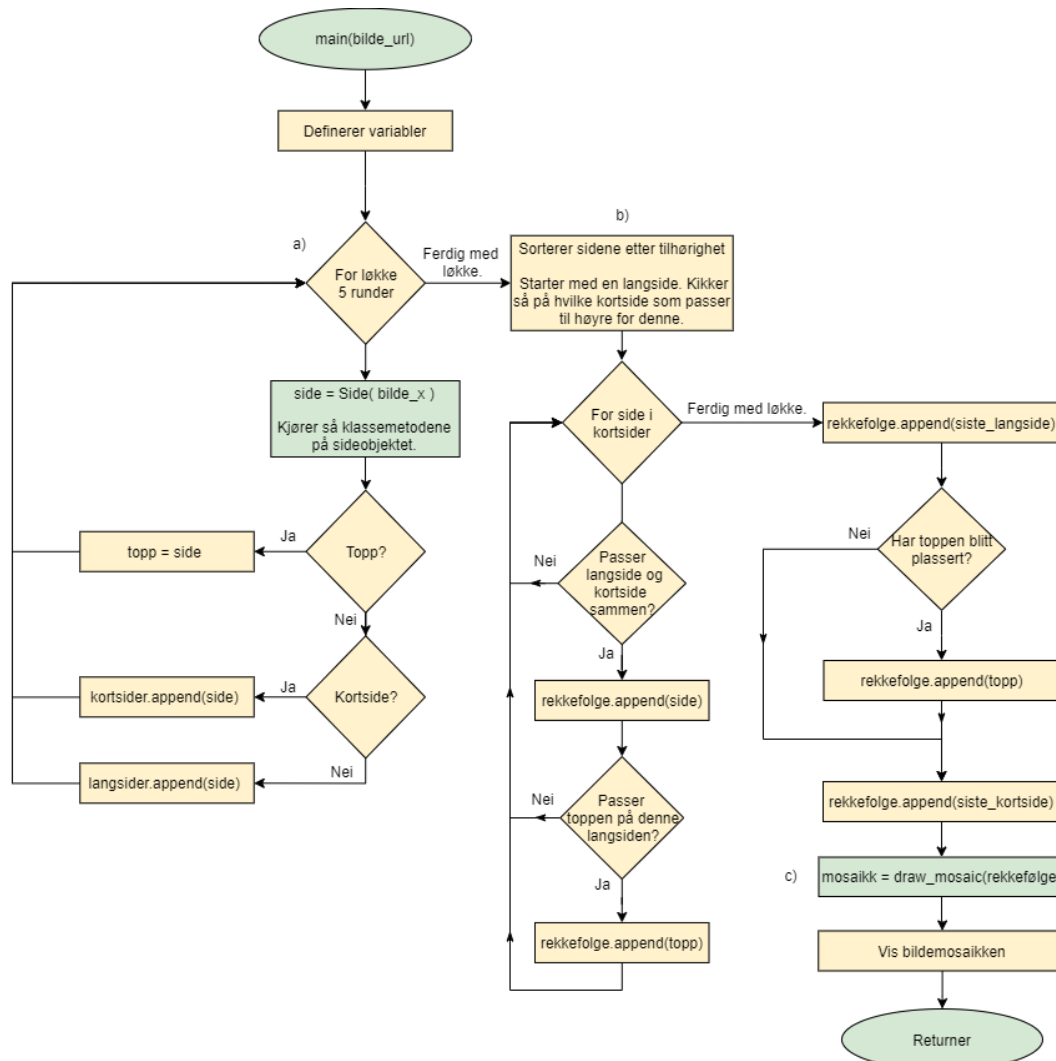 main(bilde_url)
Definerer variabler
a)
For løkke
5 runder
Ferdig med
løkke.
side = Side( bilde_x )
Kjører så klassemetodene
på sideobjektet.
Topp?
Ja
topp = side
Nei
Kortside?
Ja
kortsider.append(side)
Nei
langsider.append(side)
b)
Sorterer sidene etter tilhørighet
Starter med en langside. Kikker
så på hvilke kortside som passer
til høyre for denne.
For side i
kortsider
Ferdig med løkke.
Passer
langside og
kortside
sammen?
Nei
Ja
rekkefolge.append(side)
Passer
toppen på denne
langsiden?
Nei
Ja
rekkefolge.append(topp)
rekkefolge.append(siste_langside)
Har toppen blitt
plassert?
Nei
Ja
rekkefolge.append(topp)
rekkefolge.append(siste_kortside)
c)
mosaikk = draw_mosaic(rekkefølge
Vis bildemosaikken
Returner